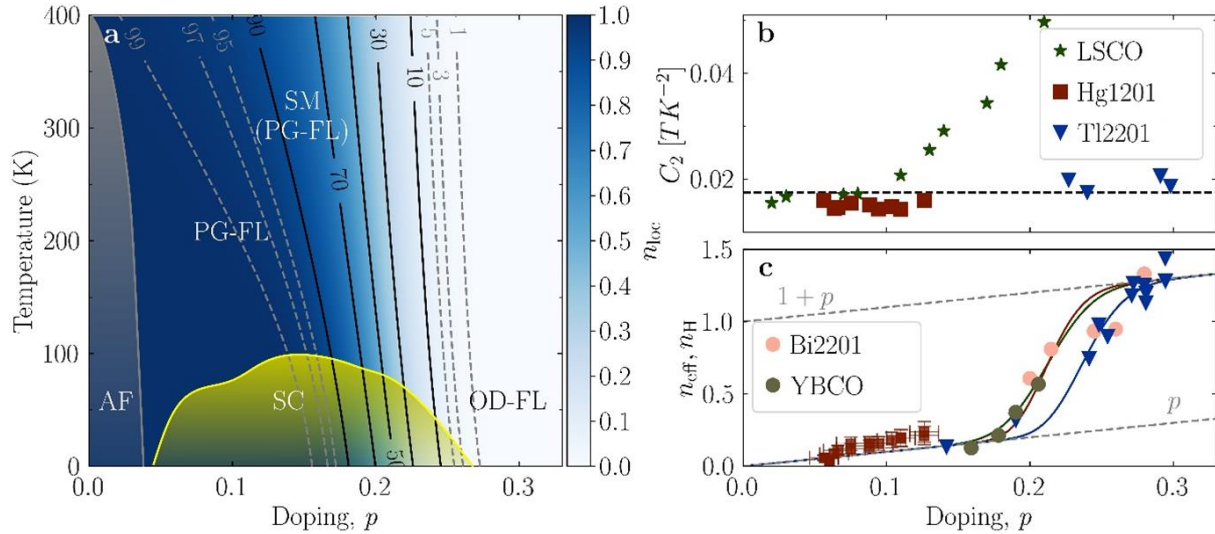 a
99
97
95
90
30
5
1
400
300
200
100
0
Temperature (K)
SM
(PG-FL)
10
3
70
PG-FL
AF
SC
OD-FL
50
0.0
0.1
0.2
0.3
Doping, p
1.0
0.9
0.8
0.7
0.6
0.5
0.4
0.3
0.2
0.1
0.0
n_loc
b
LSCO
Hg1201
Tl2201
0.04
0.02
C_2 [TK^{-2}]
c
1.5
1.0
0.5
0.0
n_eff, n_H
1 + p
Bi2201
YBCO
p
0.0
0.1
0.2
0.3
Doping, p